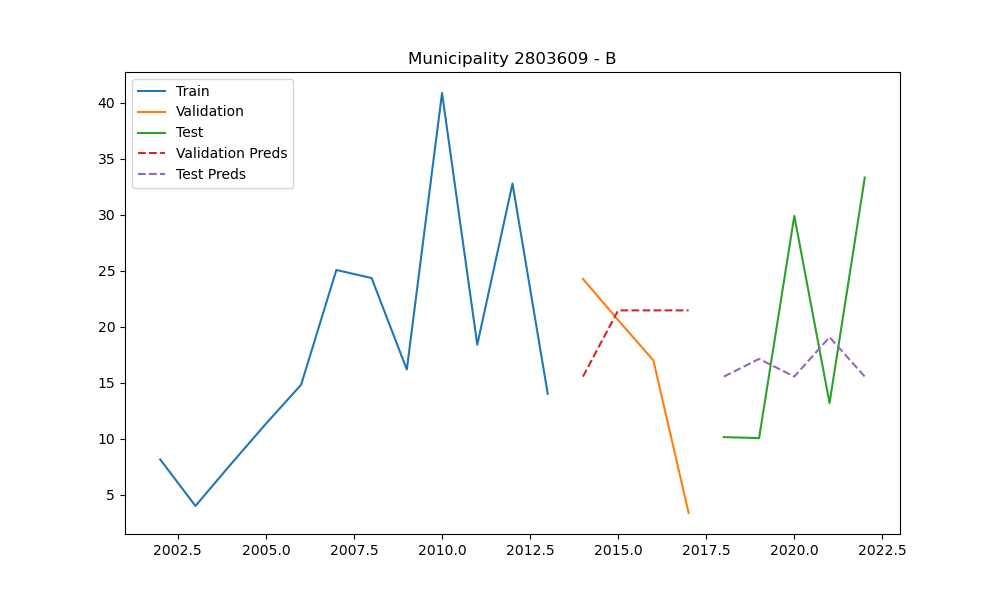 Municipality 2803609 - B
Train
Validation
Test
Validation Preds
Test Preds
40
35
30
25
20
15
10
5
2002.5 2005.0 2007.5 2010.0 2012.5 2015.0 2017.5 2020.0 2022.5